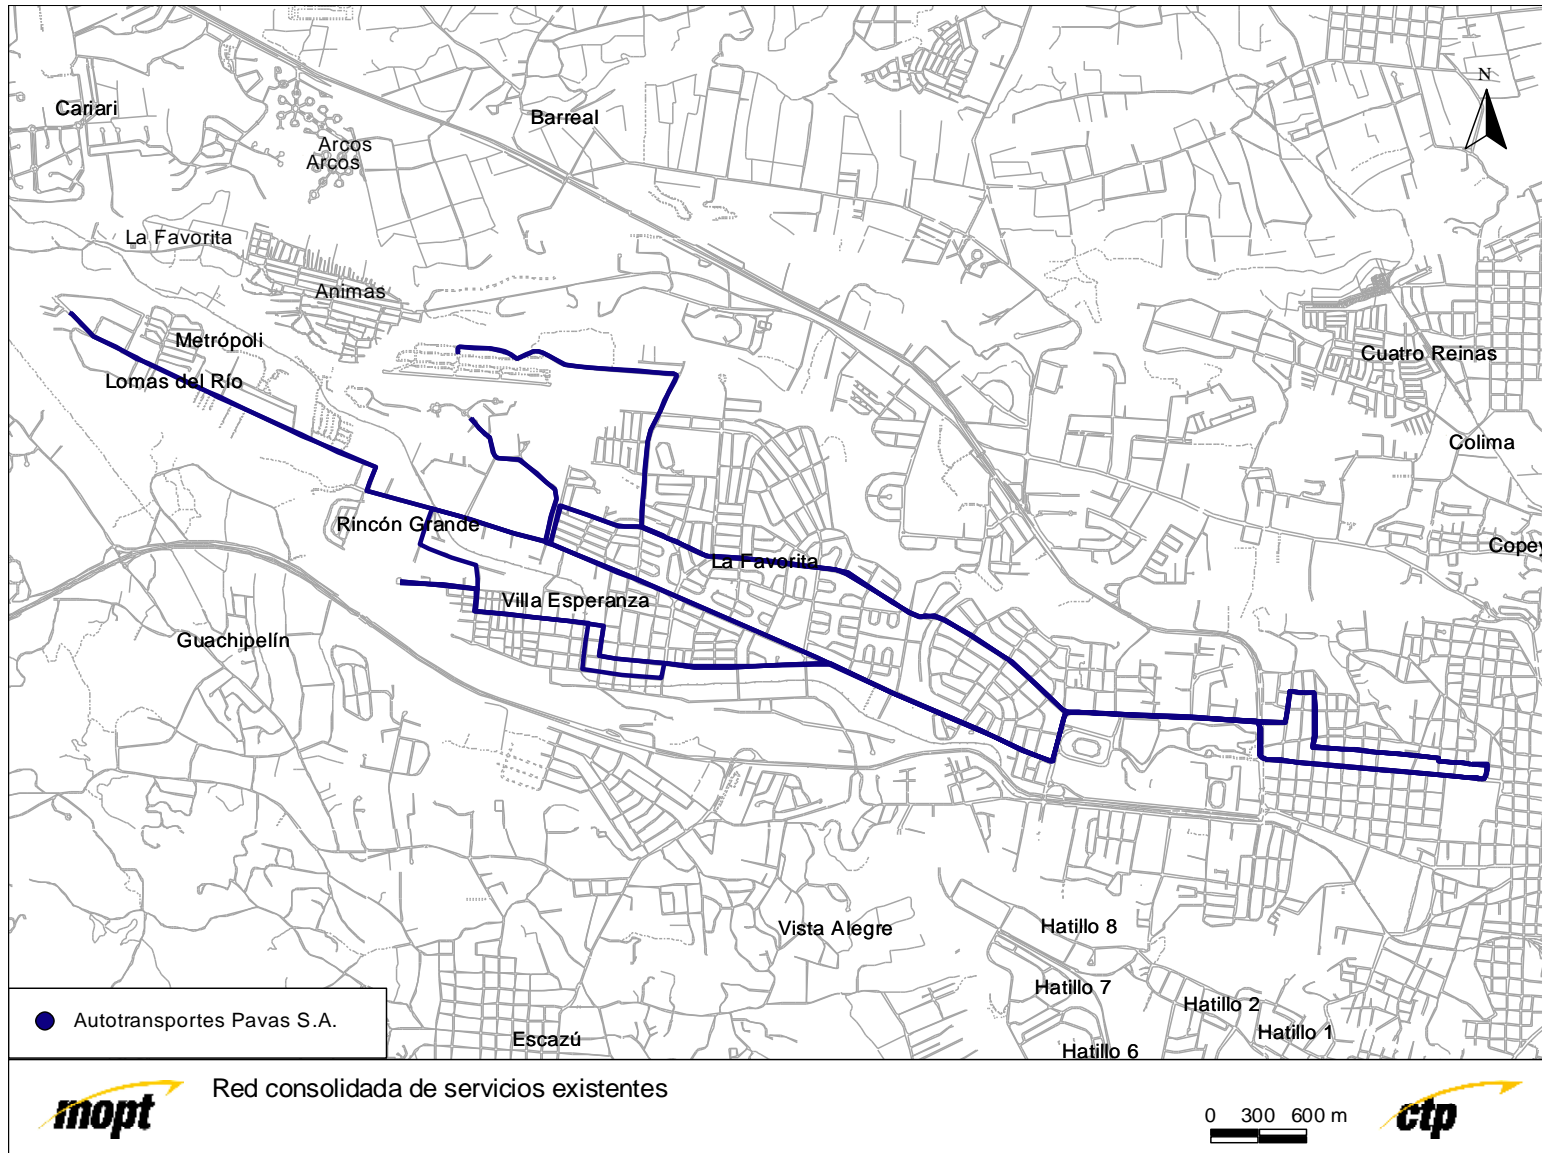 N
Cariari
Barreal
Arcos
Arcos
La Favorita
Animas
Metrópoli
Cuatro Reinas
Lomas del Río
Colima
Rincón Grande
Copey
La Favorita
Villa Esperanza
Guachipelín
Vista Alegre
Hatillo 8
Hatillo 7
Hatillo 2
Autotransportes Pavas S.A.
Hatillo 1
Escazú
Hatillo 6
Red consolidada de servicios existentes
mopt
0 300 600 m
ctp